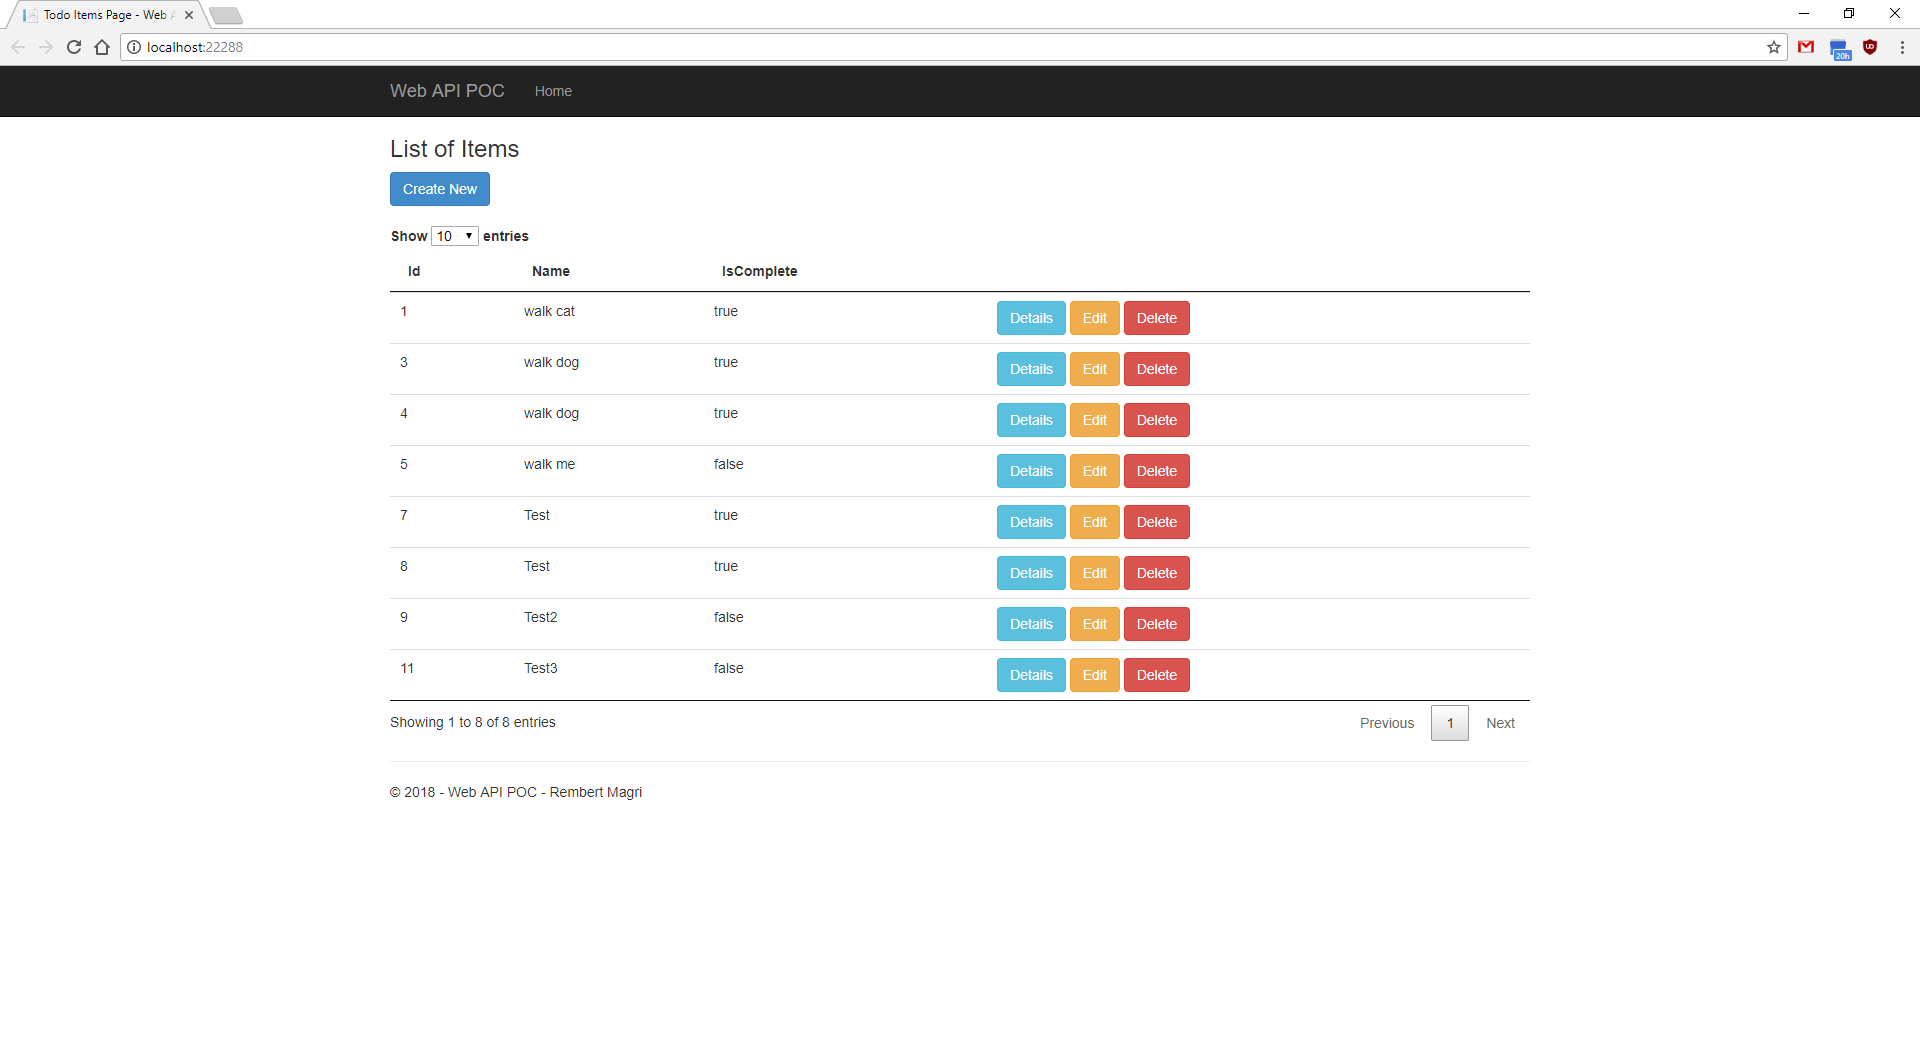 Todo Items Page - Web
localhost:22288
20h
Web API POC Home
List of Items
Create New
Show 10 entries
Id Name IsComplete
1 walk cat true Details Edit Delete
3 walk dog true Details Edit Delete
4 walk dog true Details Edit Delete
5 walk me false Details Edit Delete
7 Test true Details Edit Delete
8 Test true Details Edit Delete
9 Test2 false Details Edit Delete
11 Test3 false Details Edit Delete
Showing 1 to 8 of 8 entries Previous 1 Next
© 2018 - Web API POC - Rembert Magri